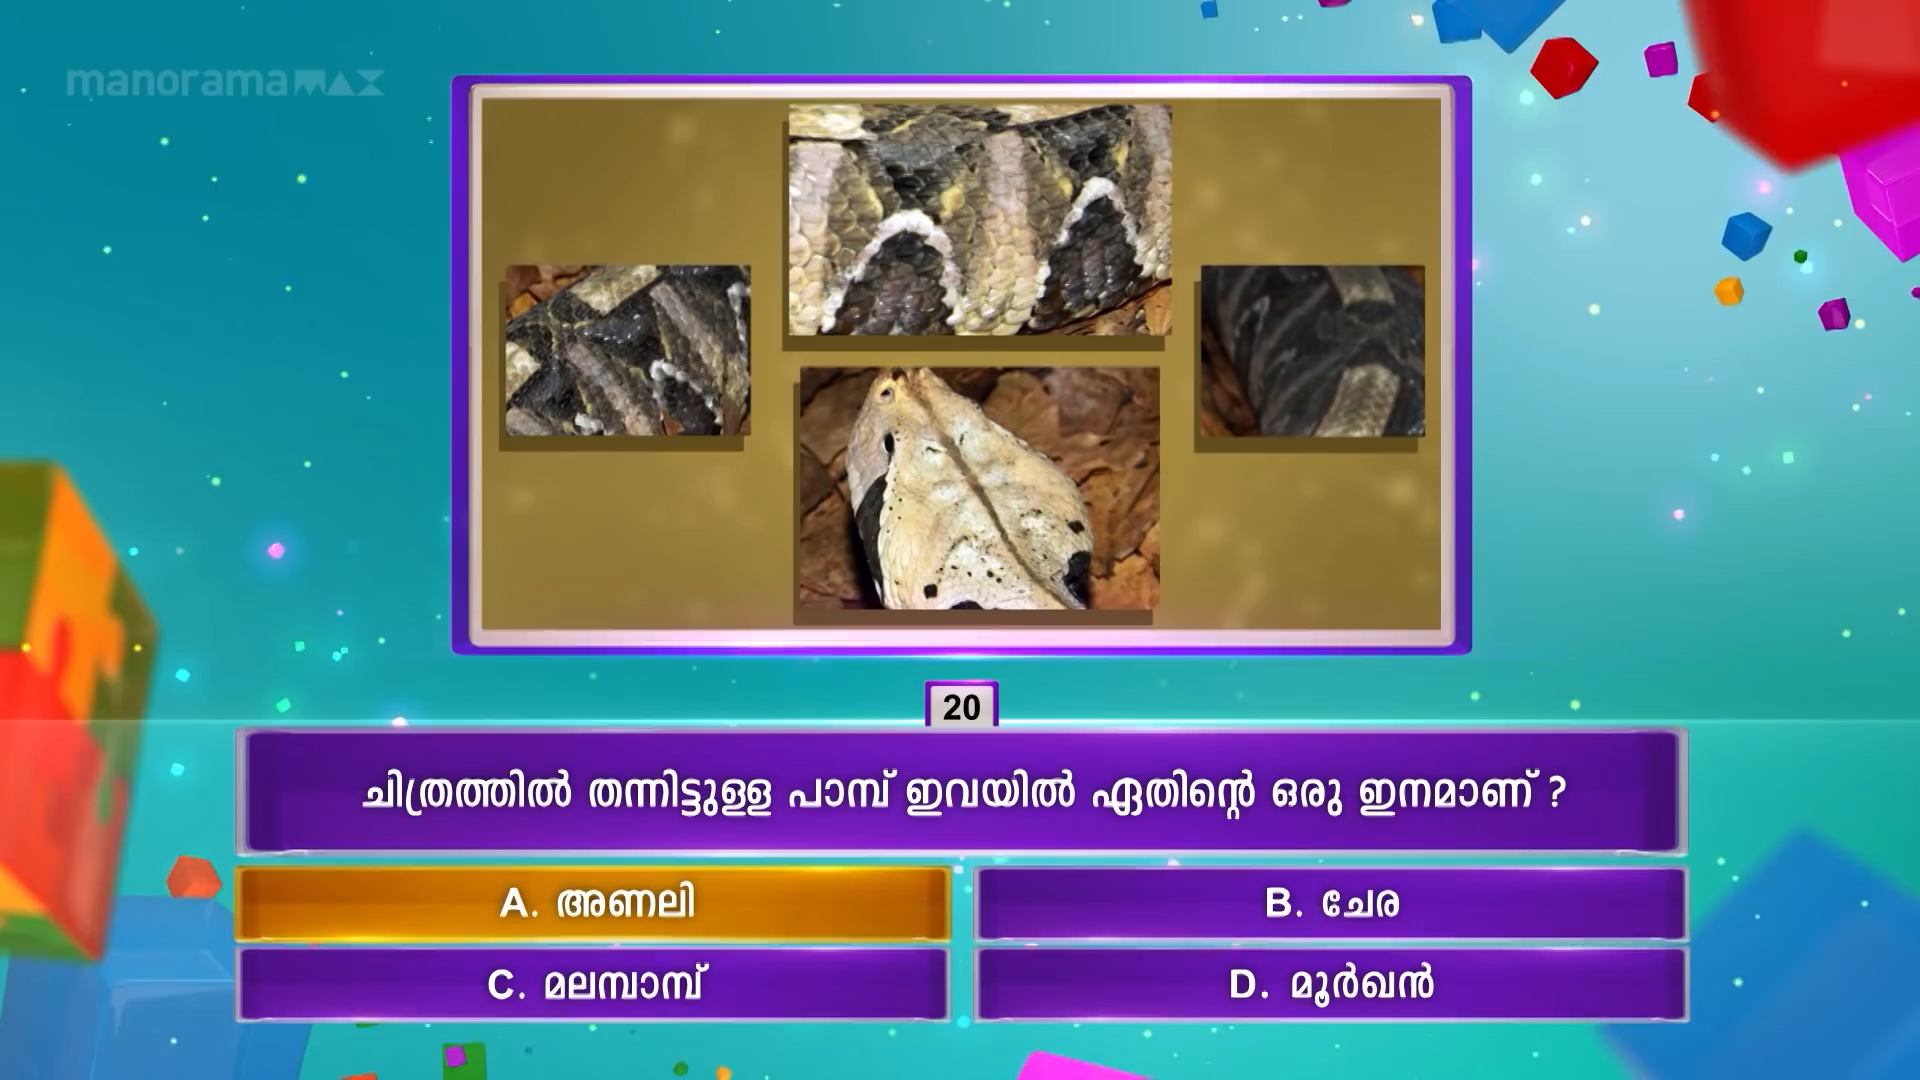 manoramaMAX
20
ചിത്രത്തിൽ തന്നിട്ടുള്ള പാമ്പ് ഇവയിൽ ഏതിന്റെ ഒരു ഇനമാണ് ?
A. അണലി
B. ചേര
C. മലമ്പാമ്പ്
D. മൂർഖൻ